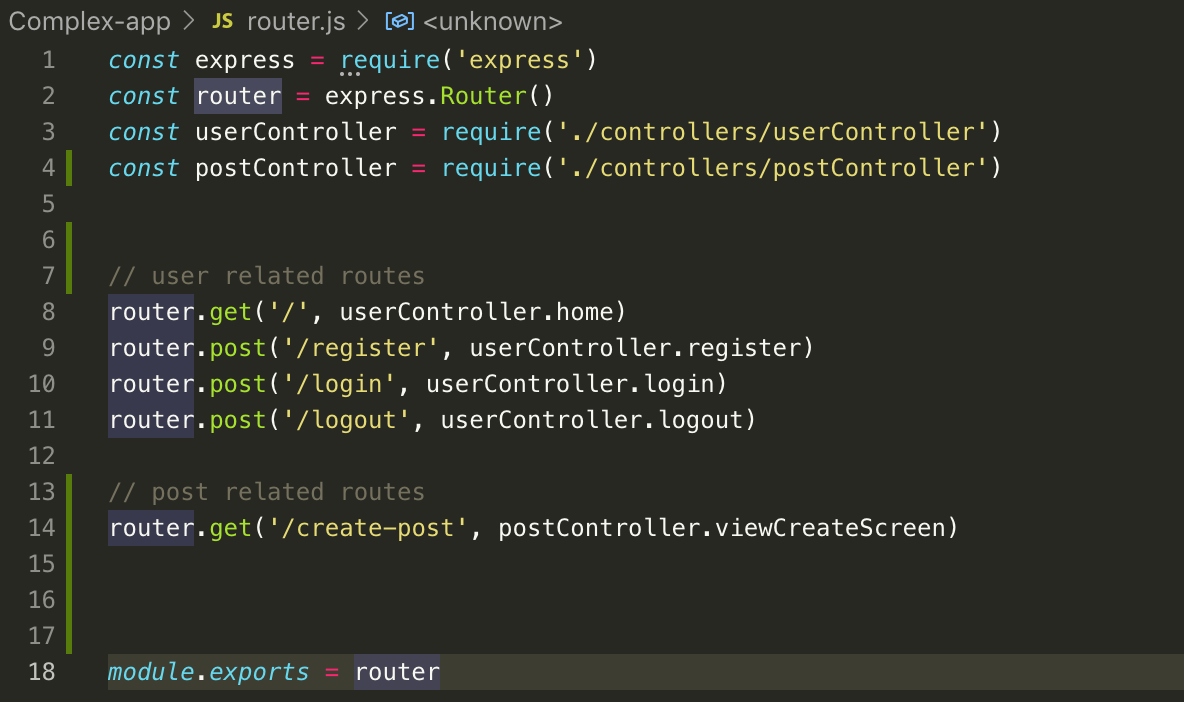 Complex-app > JS router.js > <unknown>
1 const express = require('express')
2 const router = express.Router()
3 const userController = require('./controllers/userController')
4 const postController = require('./controllers/postController')
5
6
7 // user related routes
8 router.get('/', userController.home)
9 router.post('/register', userController.register)
10 router.post('/login', userController.login)
11 router.post('/logout', userController.logout)
12
13 // post related routes
14 router.get('/create-post', postController.viewCreateScreen)
15
16
17
18 module.exports = router